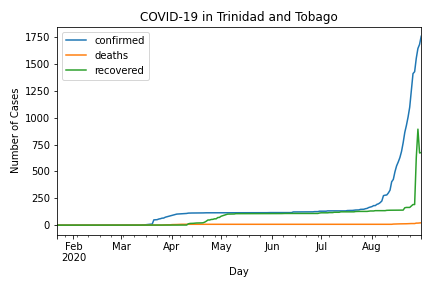 COVID-19 in Trinidad and Tobago
confirmed
deaths
recovered
1750
1500
1250
1000
750
500
250
0
Number of Cases
Feb Mar Apr May Jun Jul Aug
2020
Day